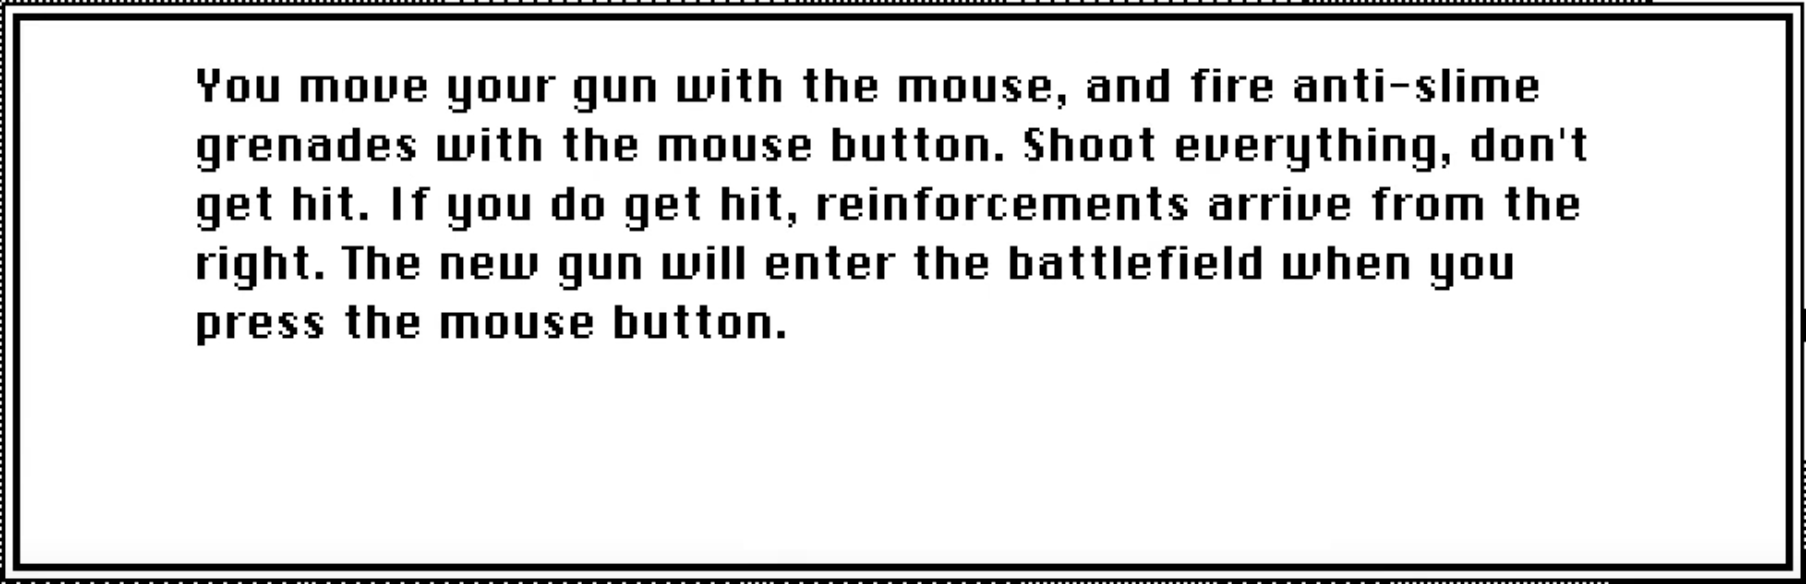 You move your gun with the mouse, and fire anti-slime
grenades with the mouse button. Shoot everything, don't
get hit. If you do get hit, reinforcements arrive from the
right. The new gun will enter the battlefield when you
press the mouse button.